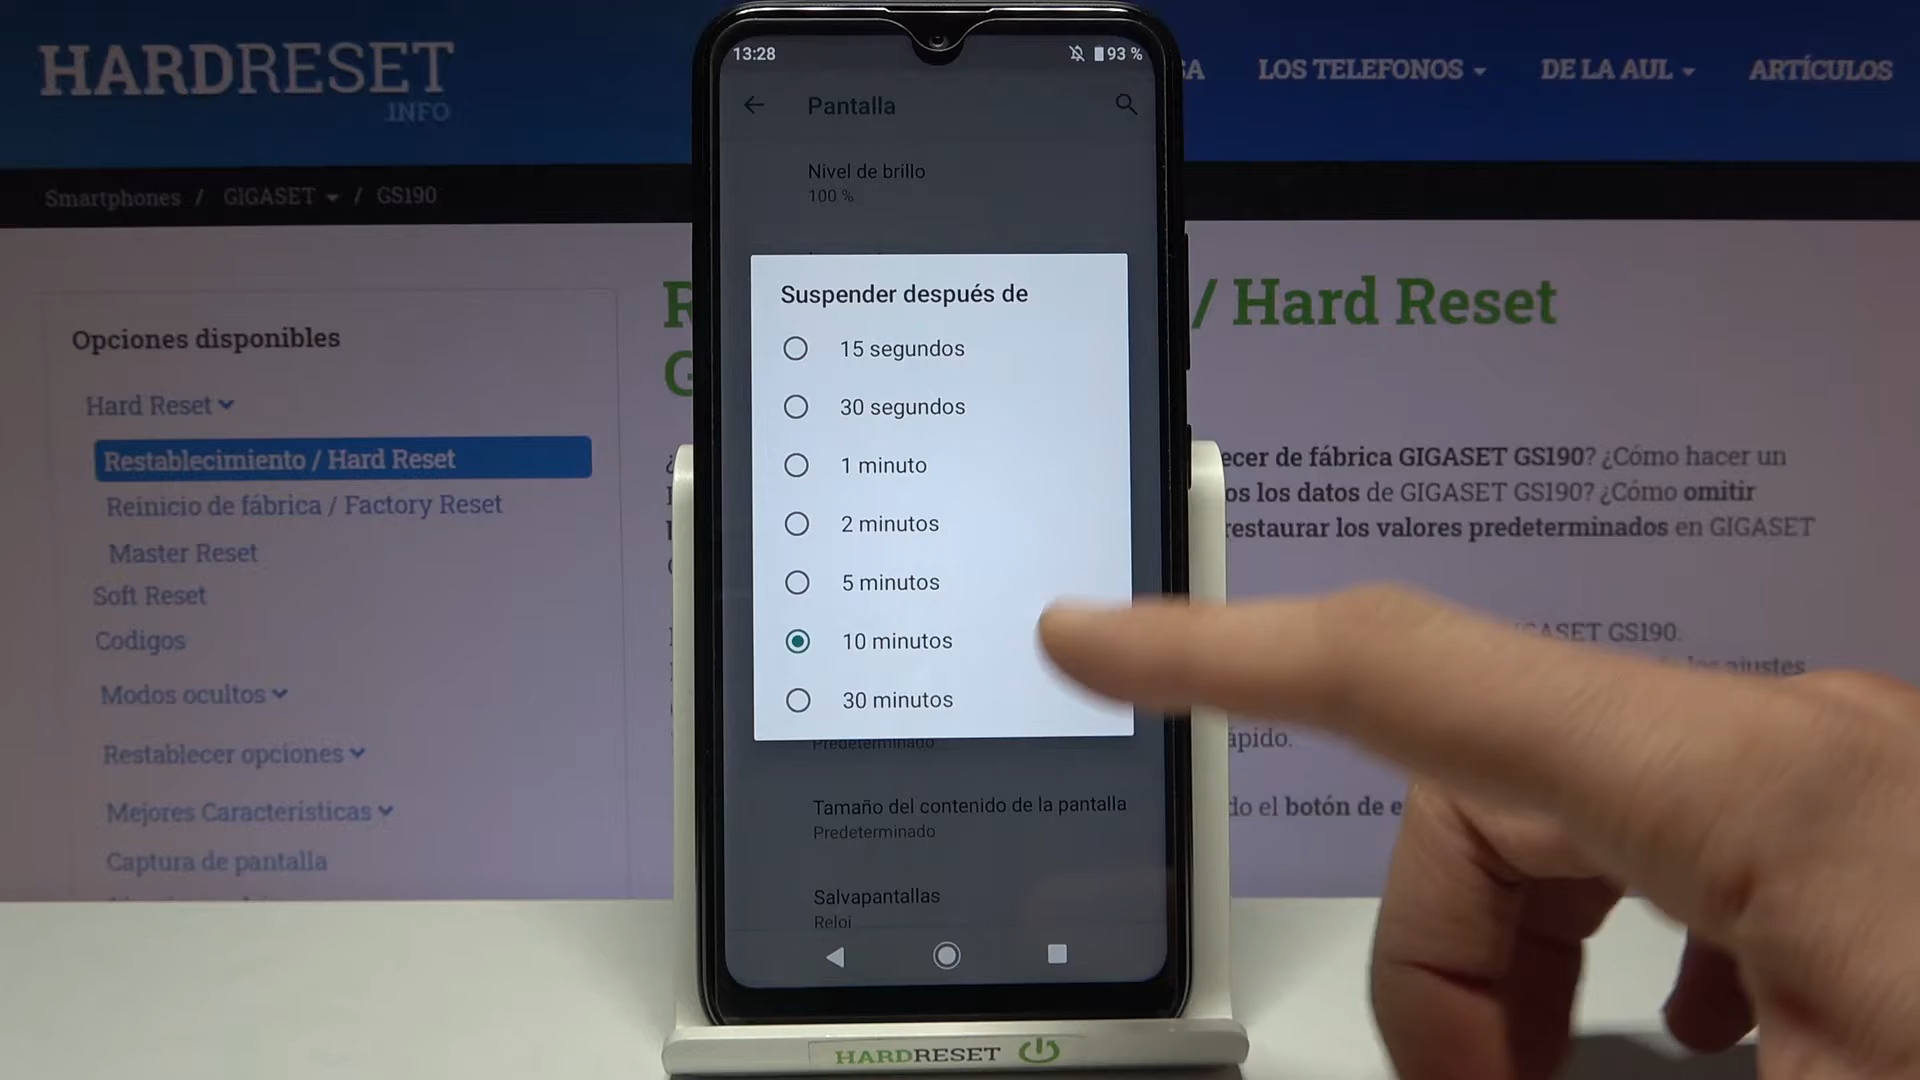 HARDRESET
.INFO
LOS TELEFONOS
DE LA AUL
ARTÍCULOS
Smartphones / GIGASET / GS190
Opciones disponibles
Hard Reset
Restablecimiento / Hard Reset
Reinicio de fábrica / Factory Reset
Master Reset
Soft Reset
Codigos
Modos ocultos
Restablecer opciones
Mejores Características
Captura de pantalla
13:28
93 %
Pantalla
Nivel de brillo
100 %
Suspender después de
15 segundos
30 segundos
1 minuto
2 minutos
5 minutos
10 minutos
30 minutos
Predeterminado
Tamaño del contenido de la pantalla
Predeterminado
Salvapantallas
Reloj
HARDRESET
/ Hard Reset
de fábrica GIGASET GS190? ¿Cómo hacer un
los datos de GIGASET GS190? ¿Cómo omitir
restaurar los valores predeterminados en GIGASET
GS190.
ajustes
el botón de